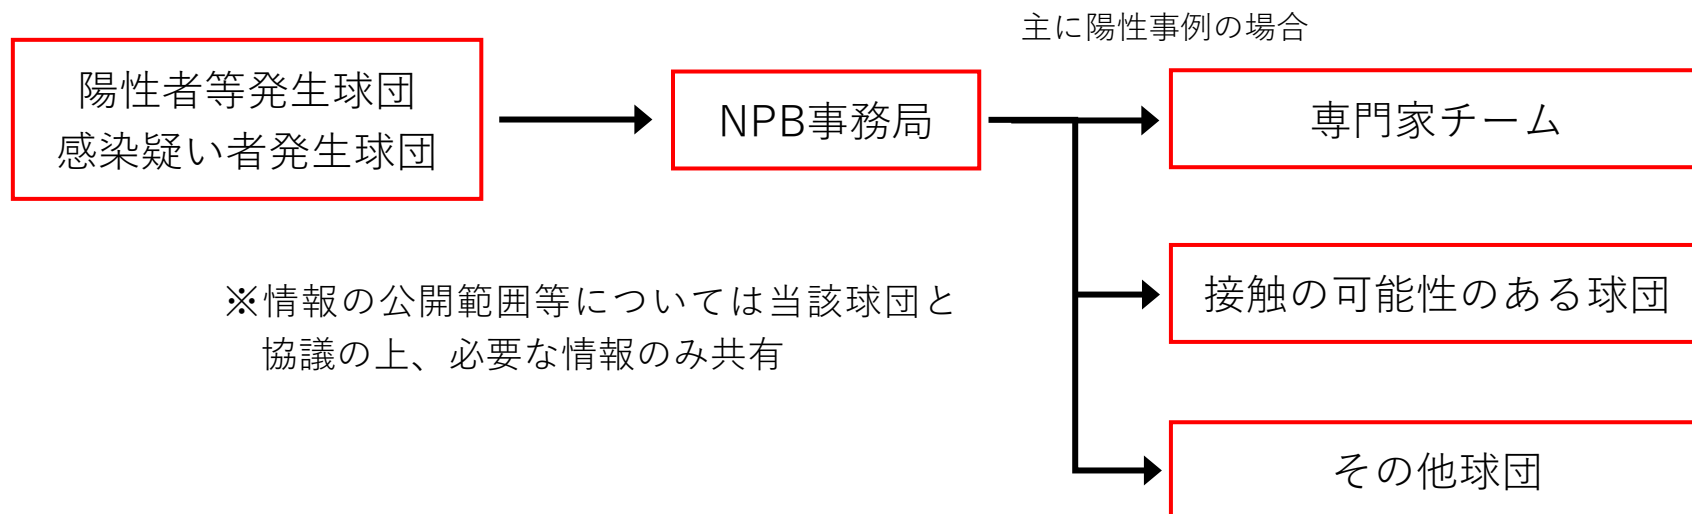 主に陽性事例の場合
陽性者等発生球団
感染疑い者発生球団
NPB事務局
専門家チーム
接触の可能性のある球団
※情報の公開範囲等については当該球団と
協議の上、必要な情報のみ共有
その他球団